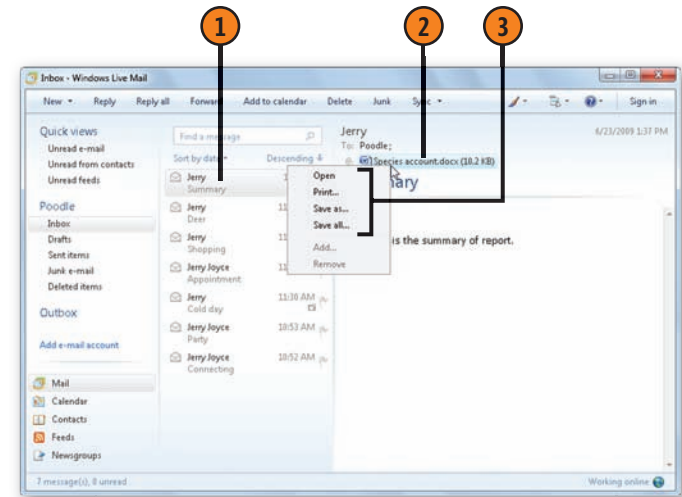 1 2 3
Inbox - Windows Live Mail
New Reply Reply all Forward Add to calendar Delete Junk Sync Sign in
Quick views
Unread e-mail
Unread from contacts
Unread feeds
Poodle
Inbox
Drafts
Sent items
Junk e-mail
Deleted items
Outbox
Add e-mail account
Mail
Calendar
Contacts
Feeds
Newsgroups
Find a message
Sort by date Descending
Jerry
Summary
Jerry 11
Deer
Jerry 11
Shopping
Jerry Joyce 11
Appointment
Jerry 11:30 AM
Cold day
Jerry Joyce 10:53 AM
Party
Jerry Joyce 10:52 AM
Connecting
Jerry 6/23/2009 1:37 PM
To: Poodle;
Species account.docx (18.2 KB)
Open
Print...
Save as...
Save all...
Add...
Remove
is the summary of report.
7 message(s), 0 unread Working online